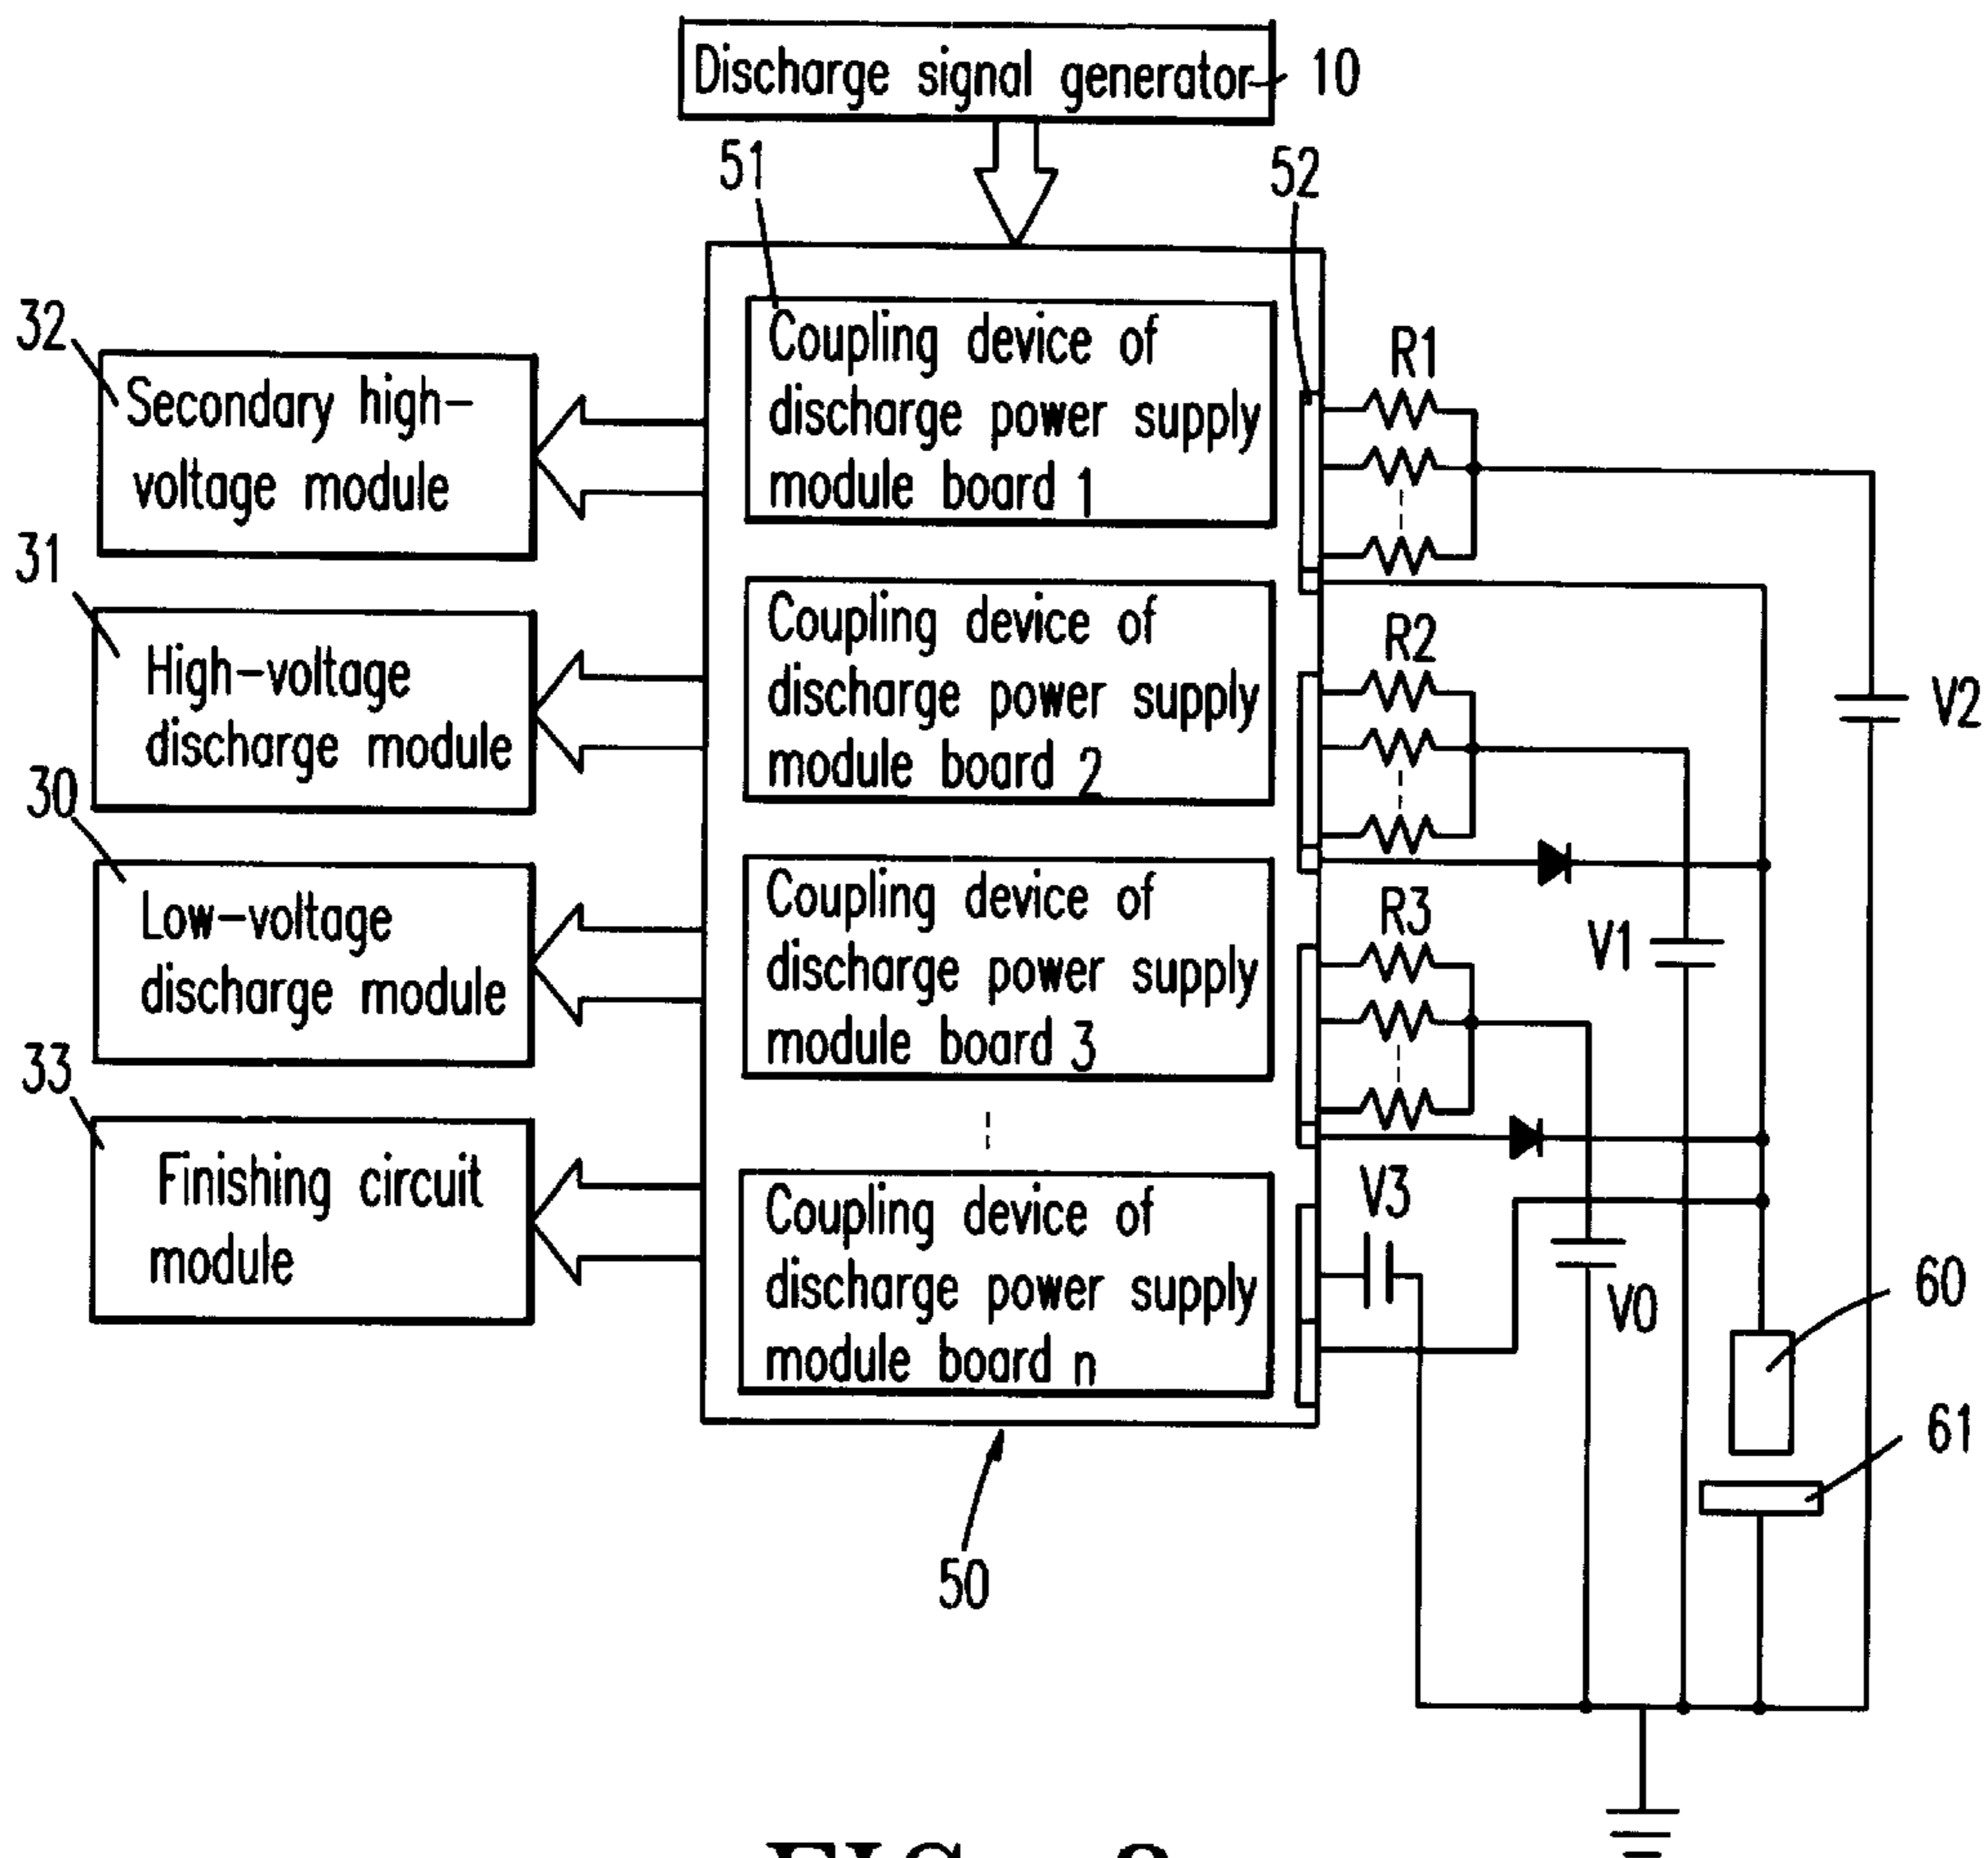 Discharge signal generator
10
51
52
32
Secondary high-
voltage module
31
High-voltage
discharge module
30
Low-voltage
discharge module
33
Finishing circuit
module
Coupling device of
discharge power supply
module board 1
Coupling device of
discharge power supply
module board 2
Coupling device of
discharge power supply
module board 3
Coupling device of
discharge power supply
module board n
R1
R2
R3
V2
V1
V3
V0
60
61
50